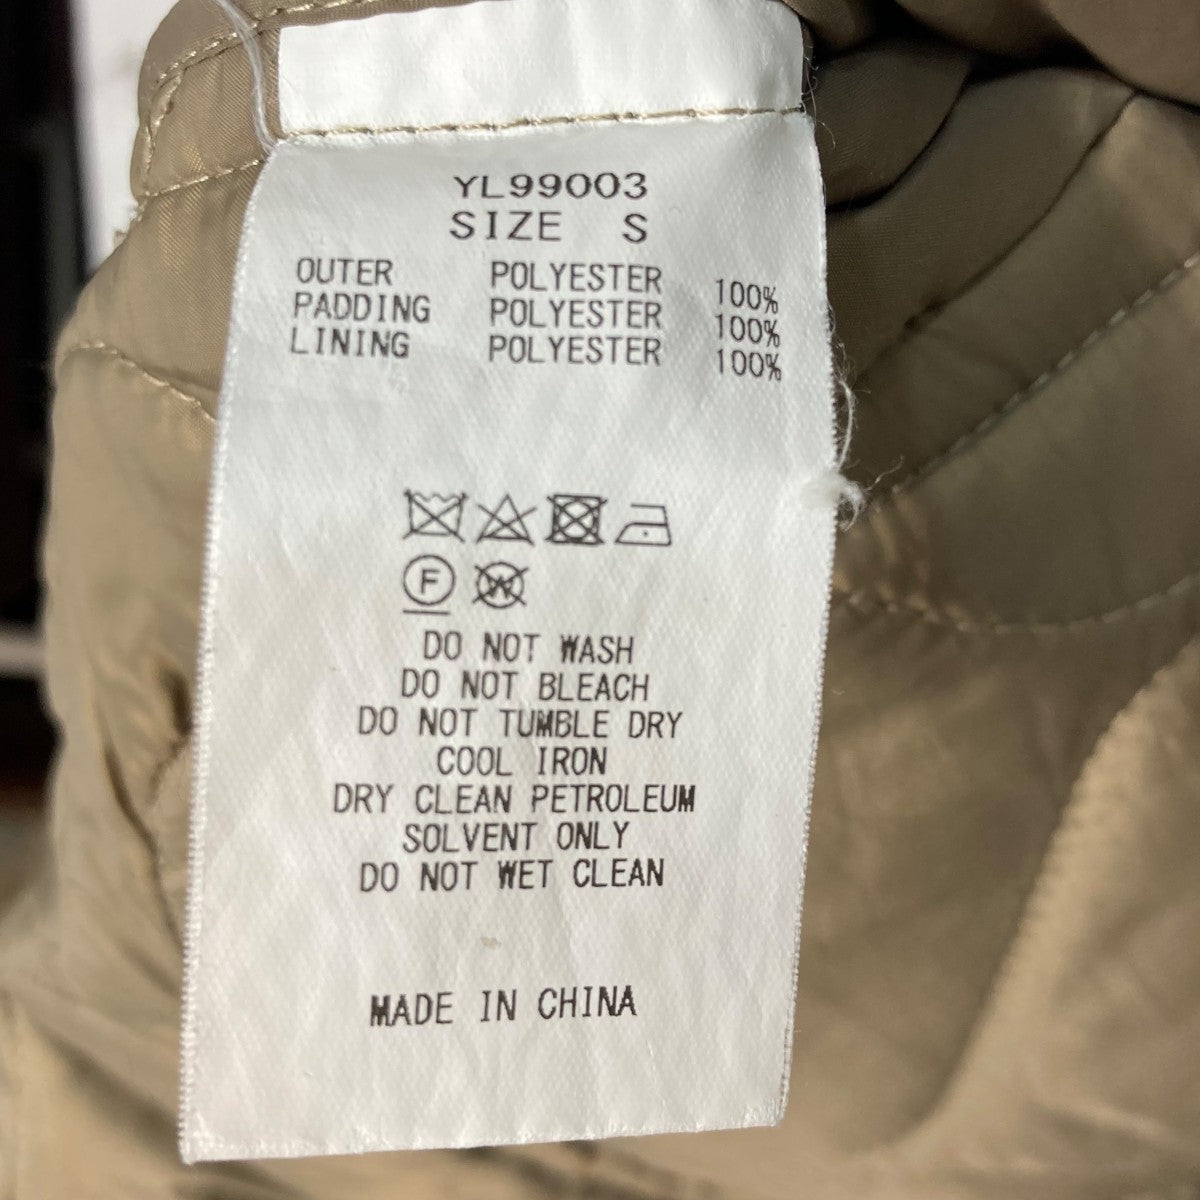 YL99003
SIZE S
OUTER POLYESTER 100%
PADDING POLYESTER 100%
LINING POLYESTER 100%
F W
DO NOT WASH
DO NOT BLEACH
DO NOT TUMBLE DRY
COOL IRON
DRY CLEAN PETROLEUM
SOLVENT ONLY
DO NOT WET CLEAN
MADE IN CHINA